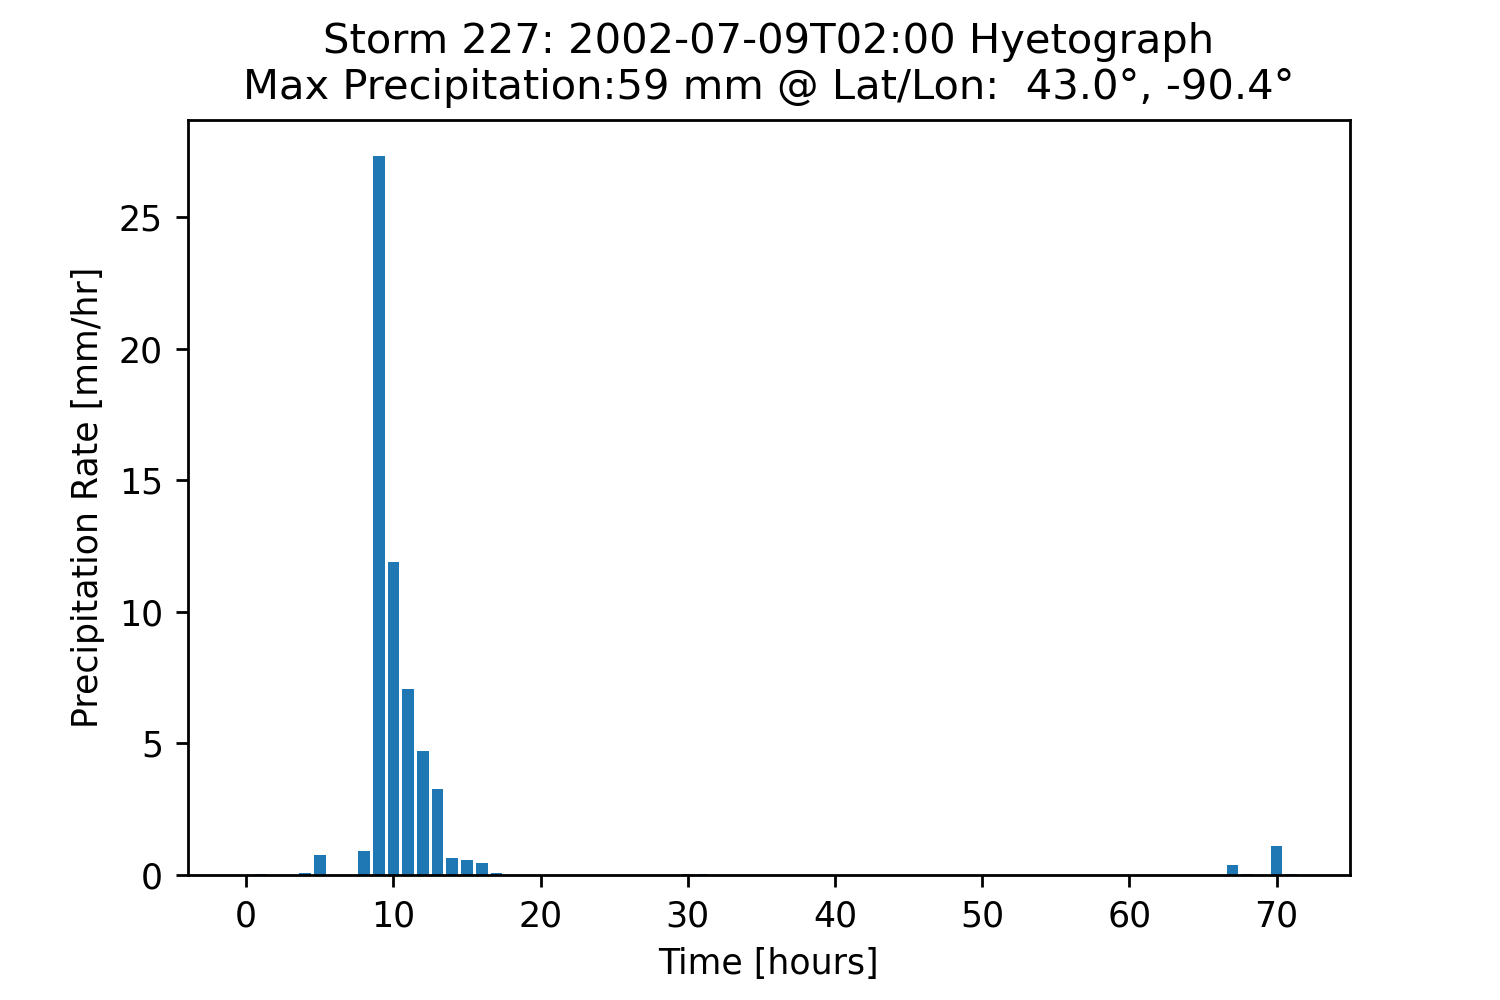 Storm 227: 2002-07-09T02:00 Hyetograph
Max Precipitation:59 mm @ Lat/Lon:  43.0°, -90.4°
Precipitation Rate [mm/hr]
25
20
15
10
5
0
0 10 20 30 40 50 60 70
Time [hours]